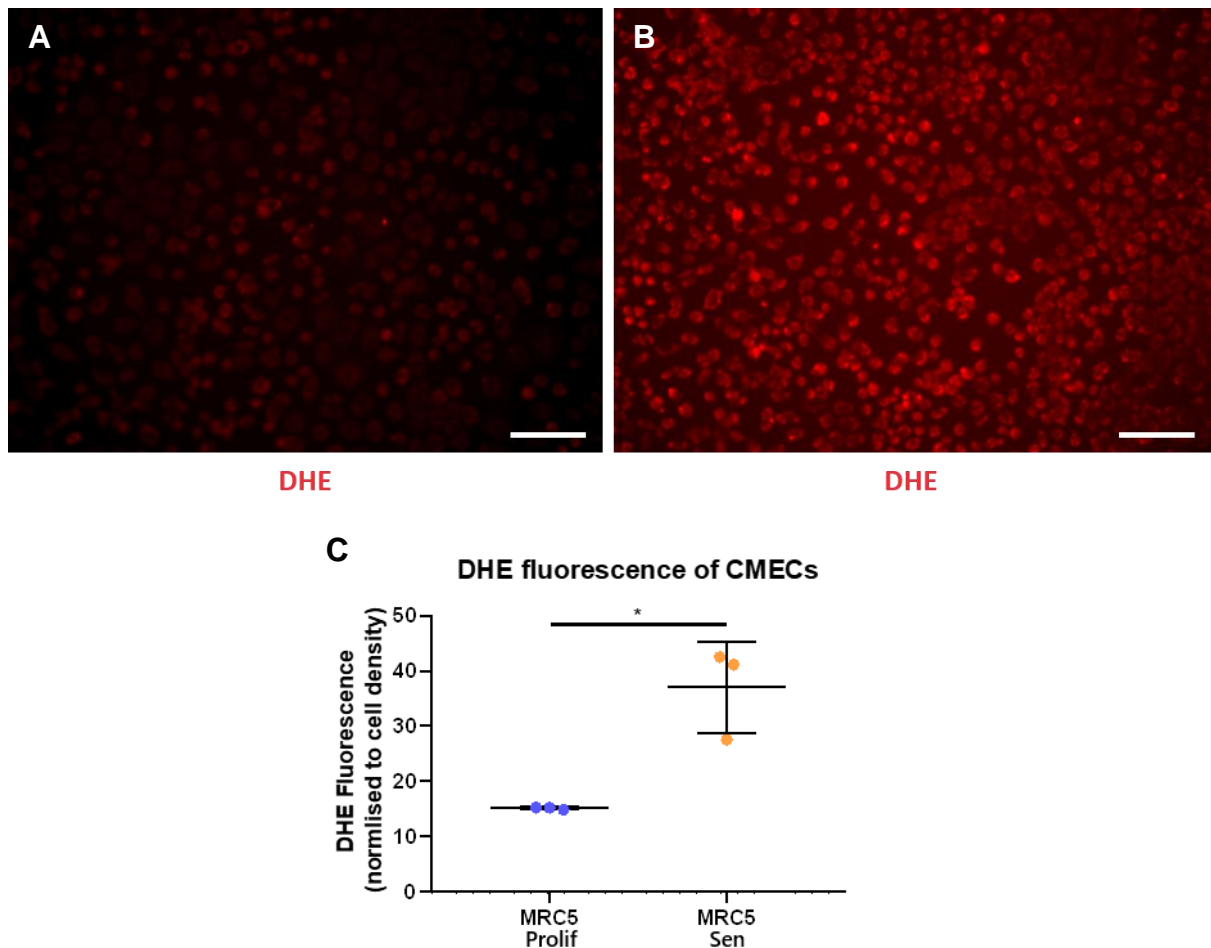 A
B
DHE
DHE
C
DHE fluorescence of CMECs
DHE Fluorescence
(normlised to cell density)
50
40
30
20
10
0
*
MRC5
Prolif
MRC5
Sen